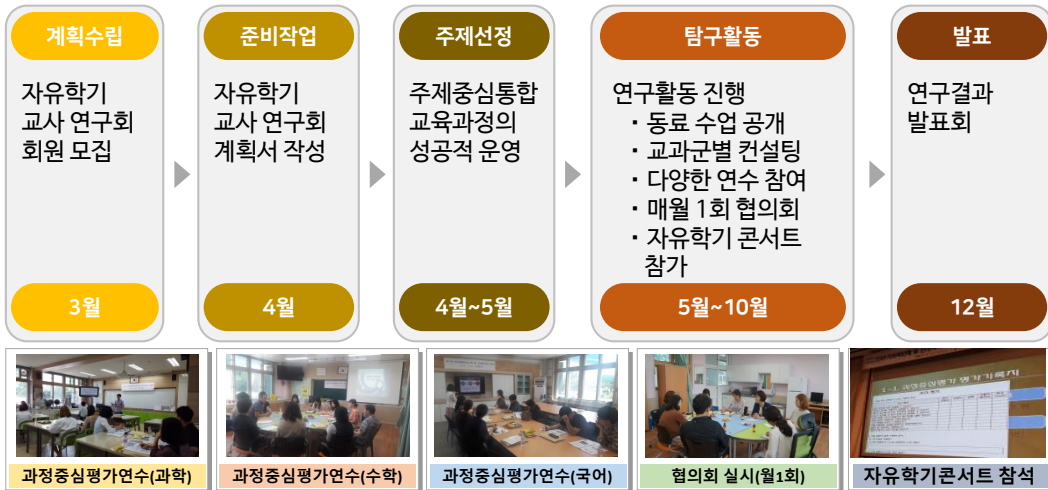 계획수립
자유학기
교사 연구회
회원 모집
3월
준비작업
자유학기
교사 연구회
계획서 작성
4월
주제선정
주제중심통합
교육과정의
성공적 운영
4월~5월
탐구활동
연구활동 진행
· 동료 수업 공개
· 교과군별 컨설팅
· 다양한 연수 참여
· 매월 1회 협의회
· 자유학기 콘서트
참가
5월~10월
발표
연구결과
발표회
12월
과정중심평가연수(과학)
과정중심평가연수(수학)
과정중심평가연수(국어)
협의회 실시(월1회)
자유학기콘서트 참석